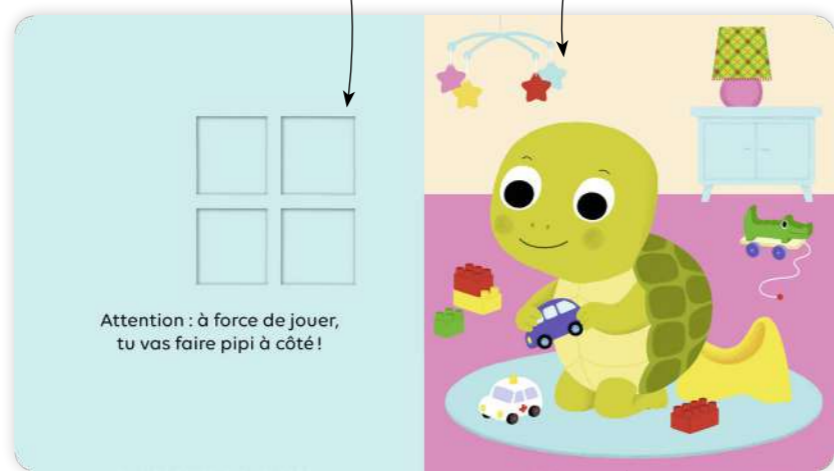 Attention : à force de jouer,
tu vas faire pipi à côté !